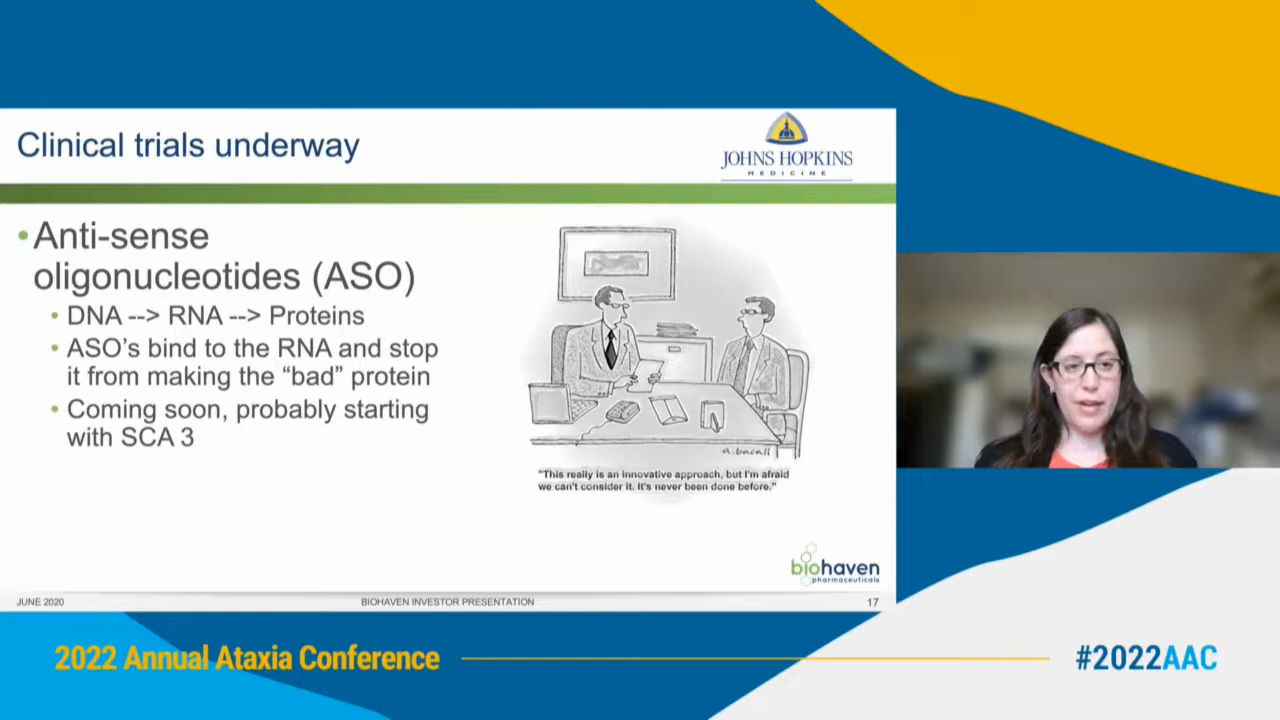 Clinical trials underway
JOHNS HOPKINS
MEDICINE
•Anti-sense
oligonucleotides (ASO)
• DNA --> RNA --> Proteins
• ASO’s bind to the RNA and stop
it from making the “bad” protein
• Coming soon, probably starting
with SCA 3
a.bacall
"This really is an innovative approach, but I'm afraid
we can't consider it. It's never been done before."
biohaven
pharmaceuticals
JUNE 2020
BIOHAVEN INVESTOR PRESENTATION
17
2022 Annual Ataxia Conference
#2022AAC